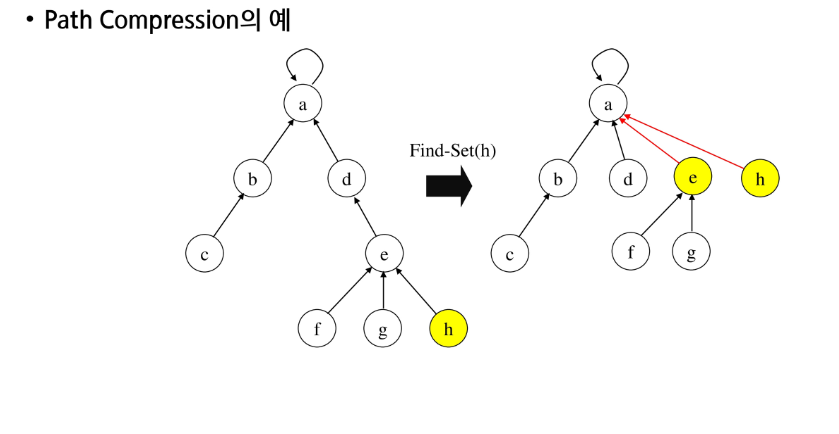 • Path Compression의 예
a
a
Find-Set(h)
b
d
b
d
e
h
c
e
c
f
g
f
g
h